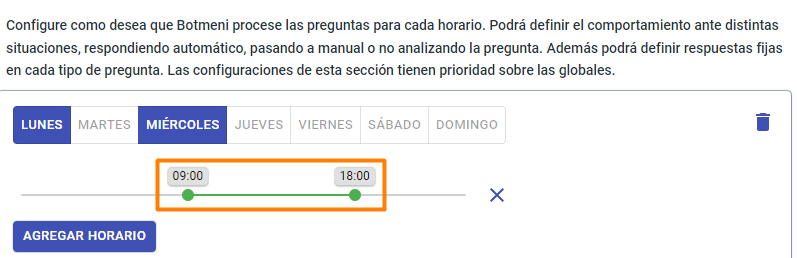 Configure como desea que Botmeni procese las preguntas para cada horario. Podrá definir el comportamiento ante distintas
situaciones, respondiendo automático, pasando a manual o no analizando la pregunta. Además podrá definir respuestas fijas
en cada tipo de pregunta. Las configuraciones de esta sección tienen prioridad sobre las globales.
LUNES MARTES MIÉRCOLES JUEVES VIERNES SÁBADO DOMINGO
09:00 18:00
AGREGAR HORARIO